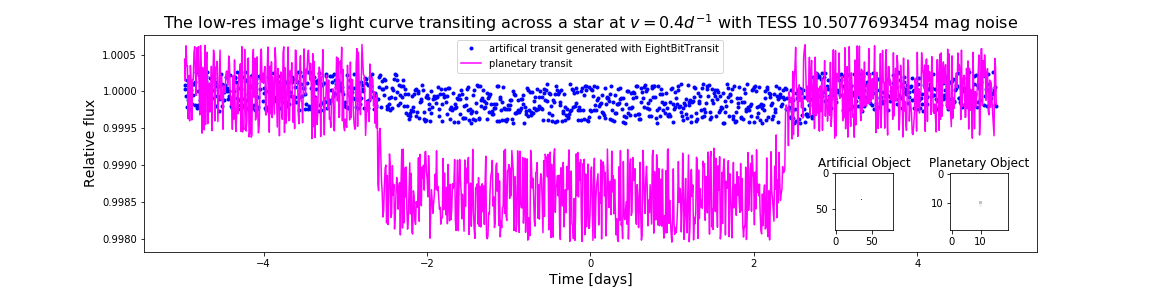 The low-res image's light curve transiting across a star at v = 0.4d⁻¹ with TESS 10.5077693454 mag noise
artifical transit generated with EightBitTransit
planetary transit
Relative flux
1.0005
1.0000
0.9995
0.9990
0.9985
0.9980
Artificial Object
0
50
0 50
Planetary Object
0
10
0 10
−4 −2 0 2 4
Time [days]